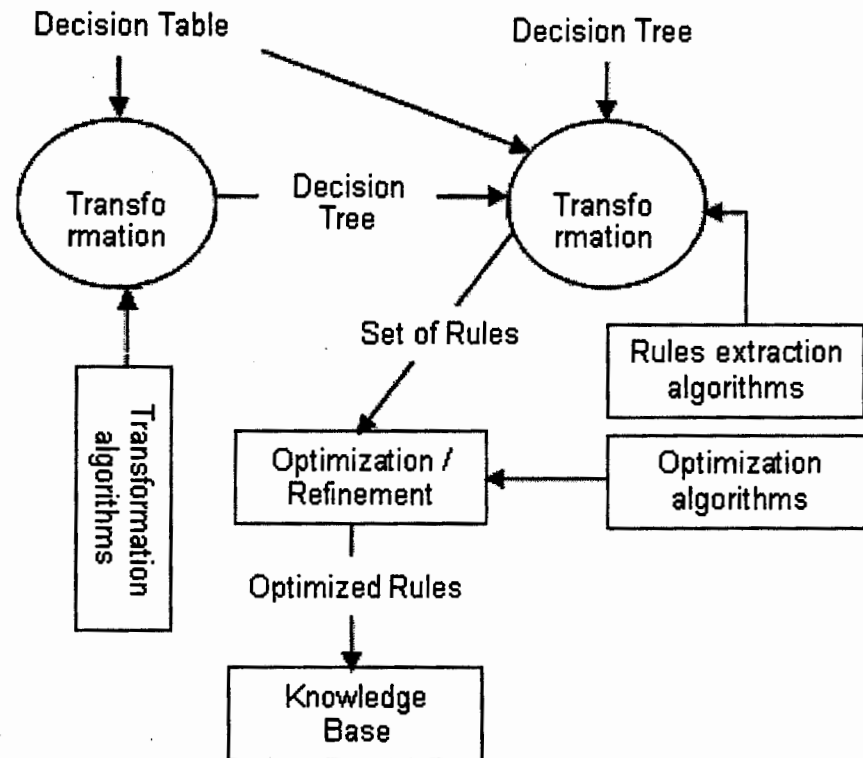 Decision Table
Decision Tree
Transfo
rmation
Decision
Tree
Transfo
rmation
Set of Rules
Rules extraction
algorithms
Transformation
algorithms
Optimization /
Refinement
Optimization
algorithms
Optimized Rules
Knowledge
Base